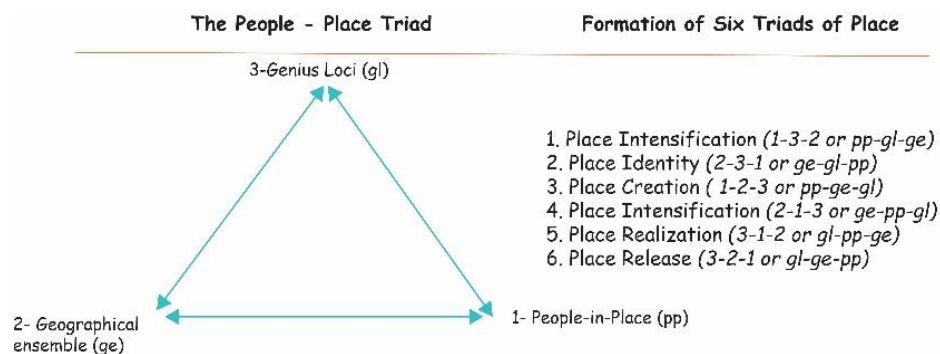 The People - Place Triad
Formation of Six Triads of Place
3-Genius Loci (gl)
1. Place Intensification (1-3-2 or pp-gl-ge)
2. Place Identity (2-3-1 or ge-gl-pp)
3. Place Creation ( 1-2-3 or pp-ge-gl)
4. Place Intensification (2-1-3 or ge-pp-gl)
5. Place Realization (3-1-2 or gl-pp-ge)
6. Place Release (3-2-1 or gl-ge-pp)
2- Geographical
ensemble (ge)
1- People-in-Place (pp)